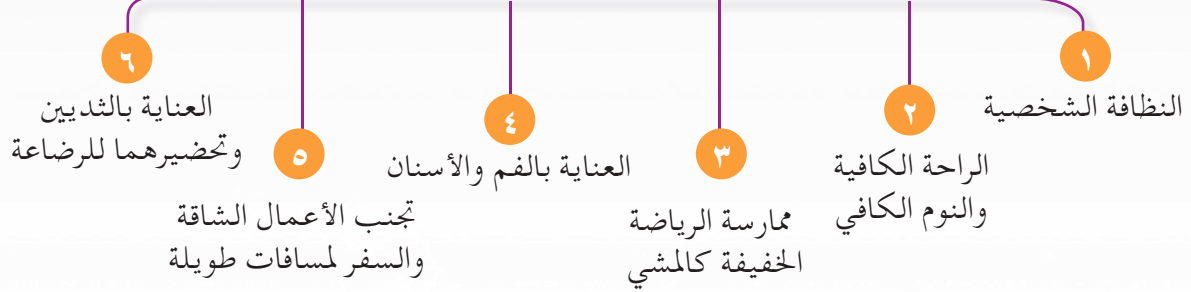 ١
النظافة الشخصية
٢
الراحة الكافية
والنوم الكافي
٣
ممارسة الرياضة
الخفيفة كالمشي
٤
العناية بالفم والأسنان
٥
تجنب الأعمال الشاقة
والسفر لمسافات طويلة
٦
العناية بالثديين
وتحضيرهما للرضاعة